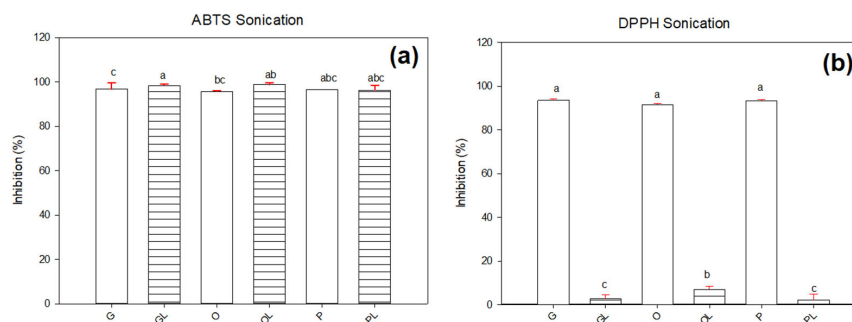 ABTS Sonication
(a)
Inhibition (%)
120
100
80
60
40
20
0
c
a
bc
ab
abc
abc
G
GL
O
OL
P
PL
DPPH Sonication
(b)
Inhibition (%)
120
100
80
60
40
20
0
a
c
a
b
a
c
G
GL
O
OL
P
PL